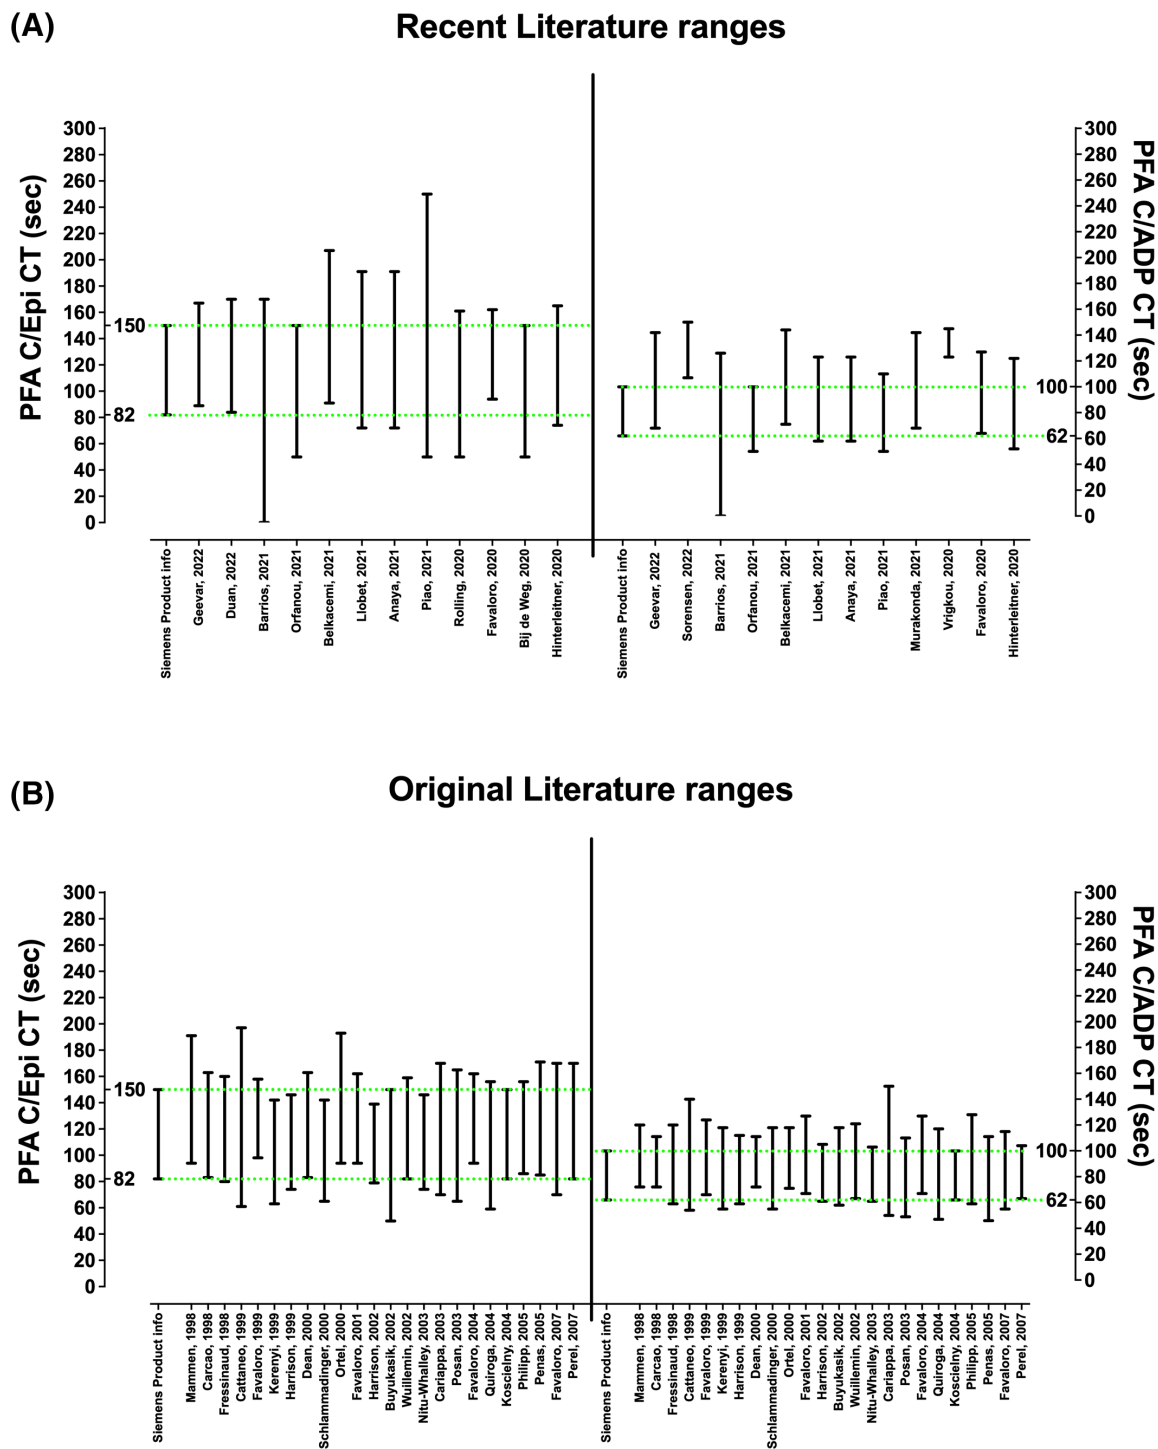 (A)
Recent Literature ranges
PFA C/Epi CT (sec)
300
280
260
240
220
200
180
160
150
140
120
100
82
80
60
40
20
0
300
280
260
240
220
200
180
160
140
120
100
100
80
62
60
40
20
0
PFA C/ADP CT (sec)
Siemens Product info
Geevar, 2022
Duan, 2022
Barrios, 2021
Orfanou, 2021
Belkacemi, 2021
Llobet, 2021
Anaya, 2021
Piao, 2021
Rolling, 2020
Favaloro, 2020
Bij de Weg, 2020
Hinterleitner, 2020
Siemens Product info
Geevar, 2022
Sorensen, 2022
Barrios, 2021
Orfanou, 2021
Belkacemi, 2021
Llobet, 2021
Anaya, 2021
Piao, 2021
Murakonda, 2021
Vrigkou, 2020
Favaloro, 2020
Hinterleitner, 2020
(B)
Original Literature ranges
PFA C/Epi CT (sec)
300
280
260
240
220
200
180
160
150
140
120
100
82
80
60
40
20
0
300
280
260
240
220
200
180
160
140
120
100
100
80
62
60
40
20
0
PFA C/ADP CT (sec)
Siemens Product info
Mammen, 1998
Carcao, 1998
Fressinaud, 1998
Cattaneo, 1999
Favaloro, 1999
Kerenyi, 1999
Harrison, 1999
Dean, 2000
Schlammadinger, 2000
Ortel, 2000
Favaloro, 2001
Harrison, 2002
Buyukasik, 2002
Wuillemin, 2002
Nitu-Whalley, 2003
Cariappa, 2003
Posan, 2003
Favaloro, 2004
Quiroga, 2004
Koscielny, 2004
Philipp, 2005
Penas, 2005
Favaloro, 2007
Perel, 2007
Siemens Product info
Mammen, 1998
Carcao, 1998
Fressinaud, 1998
Cattaneo, 1999
Favaloro, 1999
Kerenyi, 1999
Harrison, 1999
Dean, 2000
Schlammadinger, 2000
Ortel, 2000
Favaloro, 2001
Harrison, 2002
Buyukasik, 2002
Wuillemin, 2002
Nitu-Whalley, 2003
Cariappa, 2003
Posan, 2003
Favaloro, 2004
Quiroga, 2004
Koscielny, 2004
Philipp, 2005
Penas, 2005
Favaloro, 2007
Perel, 2007